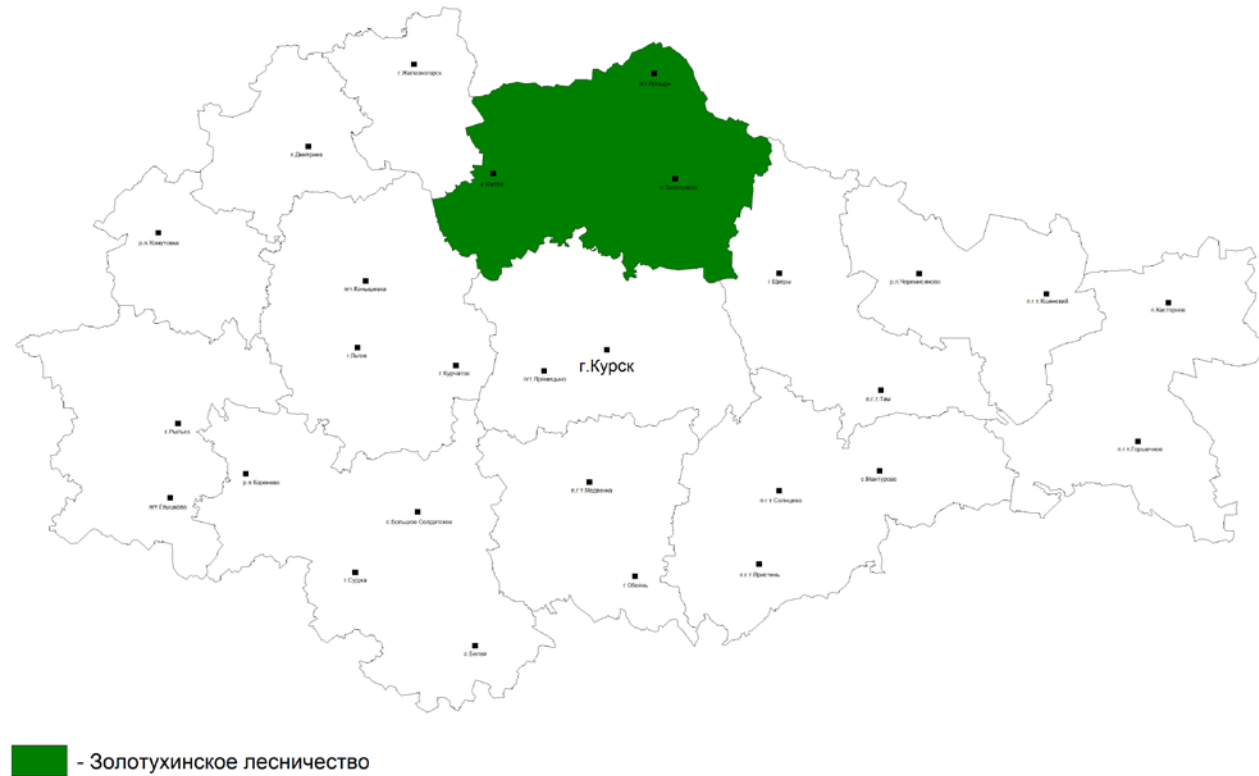 г.Железногорск
пгт.Поныри
г.Дмитриев
с.Фатеж
п.Золотухино
р.п.Хомутовка
пгт.Конышевка
г.Щигры
р.п.Черемисиново
п.г.т.Кшенский
п.Касторное
г.Льгов
г.Курчатов
пгт.Прямицыно
г.Курск
п.г.т.Тим
г.Рыльск
п.г.т.Горшечное
р.п.Коренево
пгт.Глушково
с.Большое Солдатское
п.г.т.Медвенка
п.г.т.Солнцево
с.Мантурово
г.Суджа
г.Обоянь
п.г.т.Пристень
с.Белая
- Золотухинское лесничество